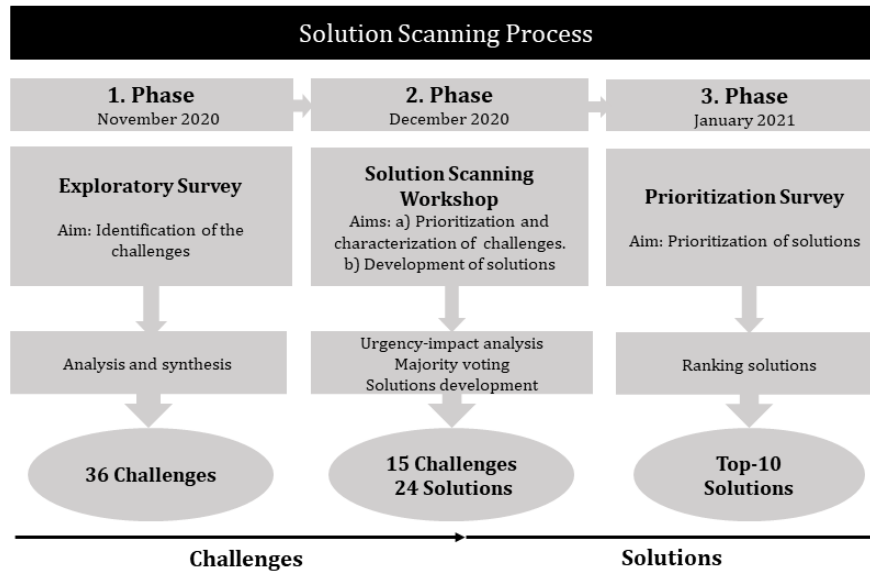 Solution Scanning Process
1. Phase
November 2020
2. Phase
December 2020
3. Phase
January 2021
Exploratory Survey
Aim: Identification of the
challenges
Solution Scanning
Workshop
Aims: a) Prioritization and
characterization of challenges.
b) Development of solutions
Prioritization Survey
Aim: Prioritization of solutions
Analysis and synthesis
Urgency-impact analysis
Majority voting
Solutions development
Ranking solutions
36 Challenges
15 Challenges
24 Solutions
Top-10
Solutions
Challenges
Solutions